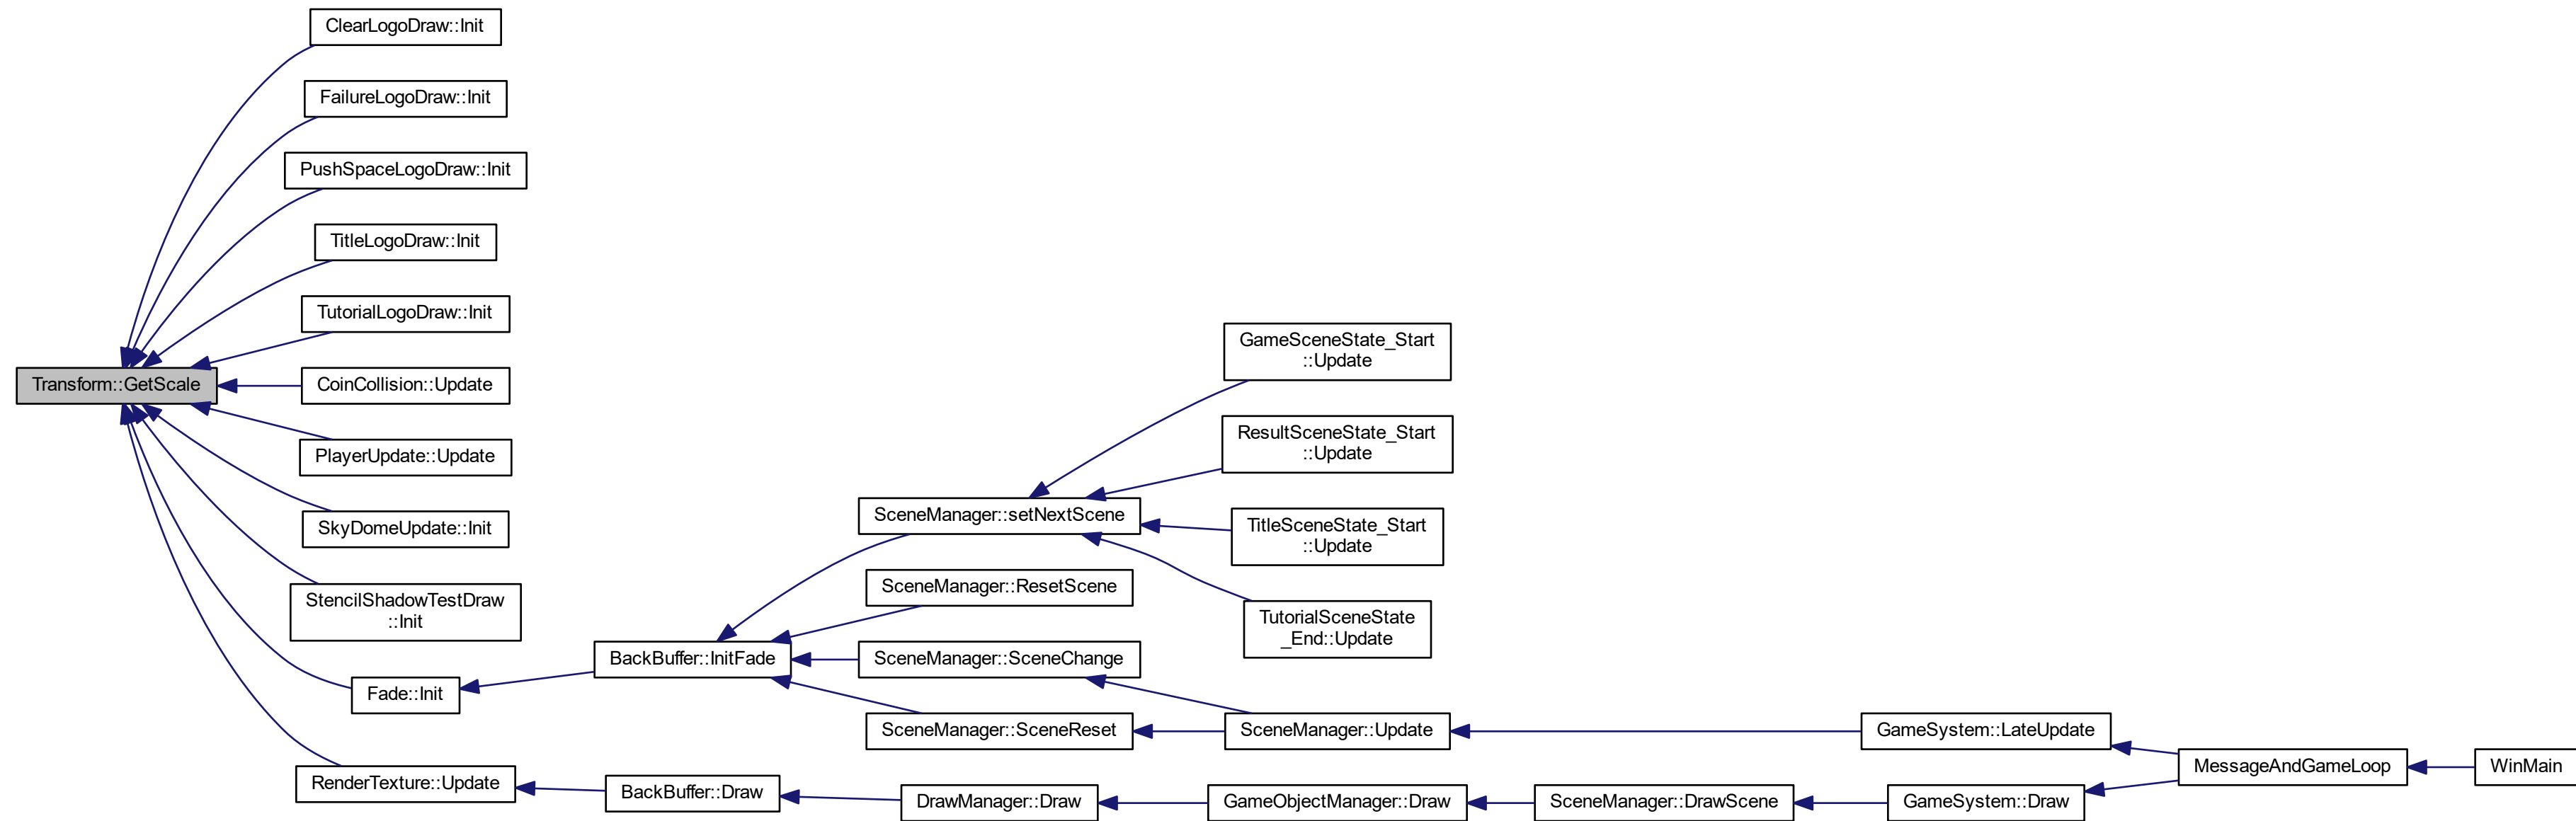 ClearLogoDraw::Init
FailureLogoDraw::Init
PushSpaceLogoDraw::Init
TitleLogoDraw::Init
TutorialLogoDraw::Init
Transform::GetScale
CoinCollision::Update
PlayerUpdate::Update
SkyDomeUpdate::Init
StencilShadowTestDraw
::Init
Fade::Init
RenderTexture::Update
BackBuffer::InitFade
BackBuffer::Draw
SceneManager::setNextScene
SceneManager::ResetScene
SceneManager::SceneChange
SceneManager::SceneReset
DrawManager::Draw
GameSceneState_Start
::Update
ResultSceneState_Start
::Update
TitleSceneState_Start
::Update
TutorialSceneState
_End::Update
SceneManager::Update
GameObjectManager::Draw
SceneManager::DrawScene
GameSystem::LateUpdate
GameSystem::Draw
MessageAndGameLoop
WinMain